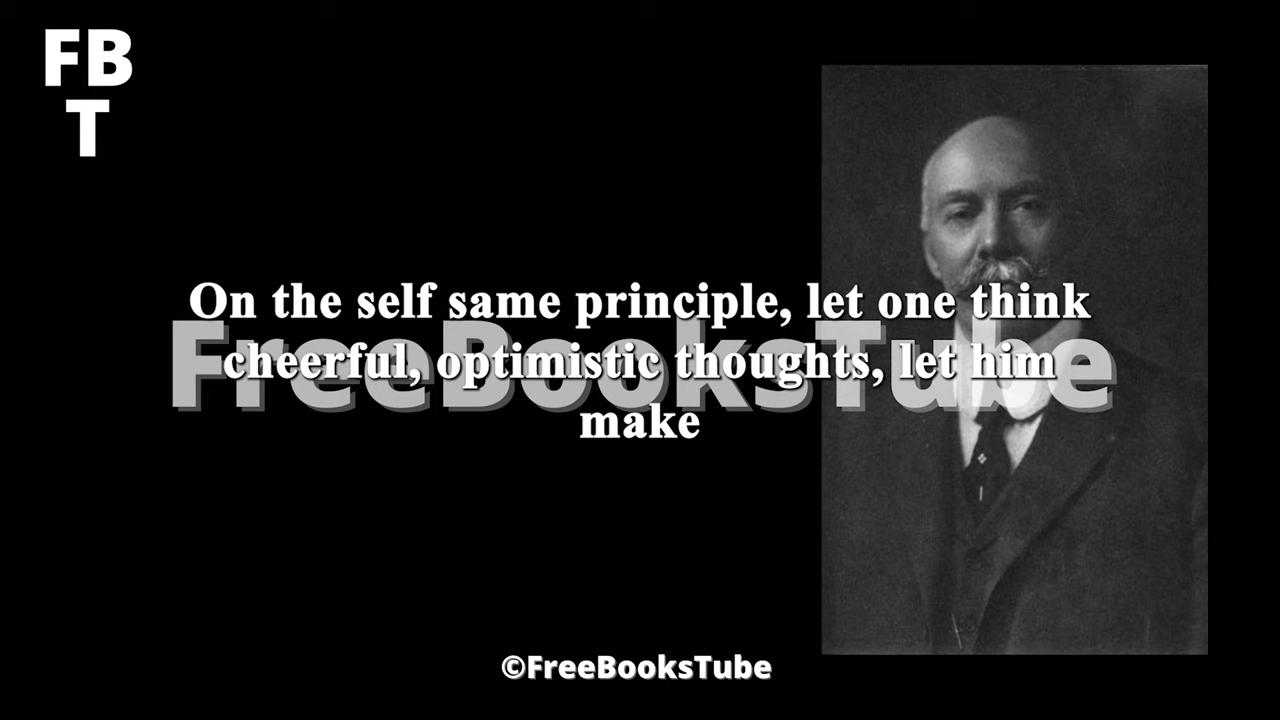 FB
T
On the self same principle, let one think
cheerful, optimistic thoughts, let him
make
FreeBooksTube
©FreeBooksTube